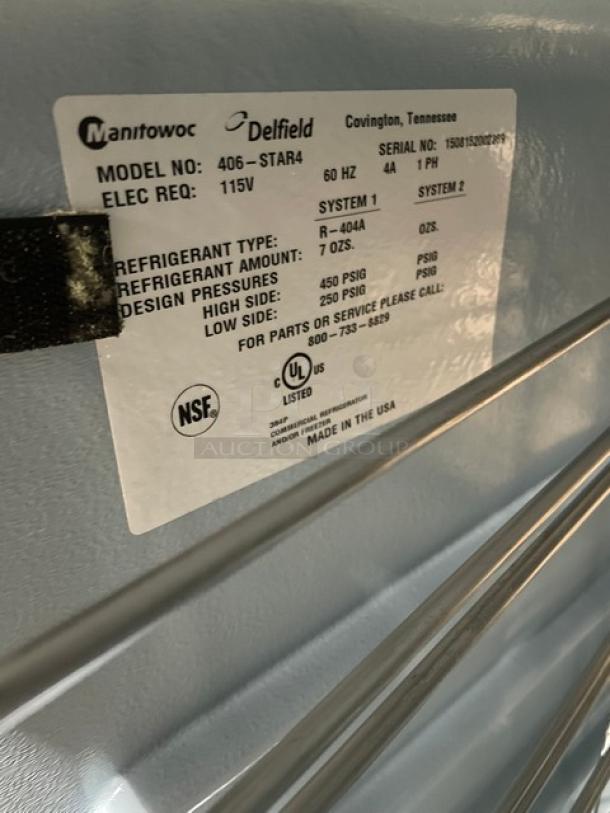 Manitowoc Delfield Covington, Tennessee
MODEL NO: 406-STAR4 SERIAL NO:
ELEC REQ: 115V 60 HZ 4A 1 PH
SYSTEM 1 SYSTEM 2
REFRIGERANT TYPE: R-404A
REFRIGERANT AMOUNT: 7 OZS. OZS.
DESIGN PRESSURES
HIGH SIDE: 450 PSIG PSIG
LOW SIDE: 250 PSIG PSIG
FOR PARTS OR SERVICE PLEASE CALL:
800-733-8829
C UL US
LISTED
NSF®
384P
COMMERCIAL REFRIGERATOR
AND/OR FREEZER
MADE IN THE USA
AUCTION GROUP